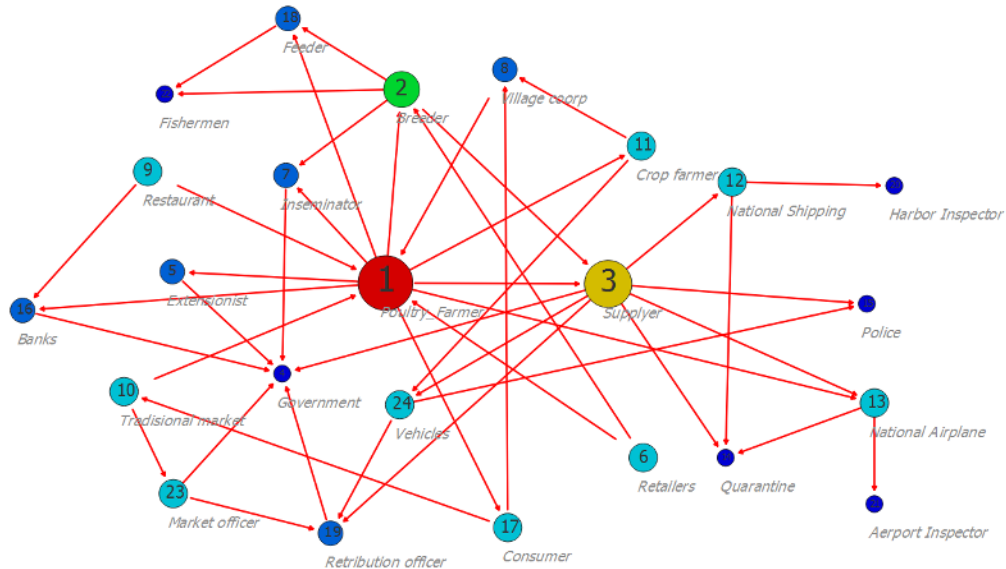 18
Feeder
8
Village coorp
2
Breeder
Fishermen
11
Crop farmer
9
Restaurant
7
Inseminator
12
National Shipping
Harbor Inspector
5
Extensionist
1
Poultry_Farmer
3
Supplyer
16
Banks
Police
Government
10
Tradisional market
24
Vehicles
13
National Airplane
6
Retailers
Quarantine
23
Market officer
19
Retribution officer
17
Consumer
Aerport Inspector